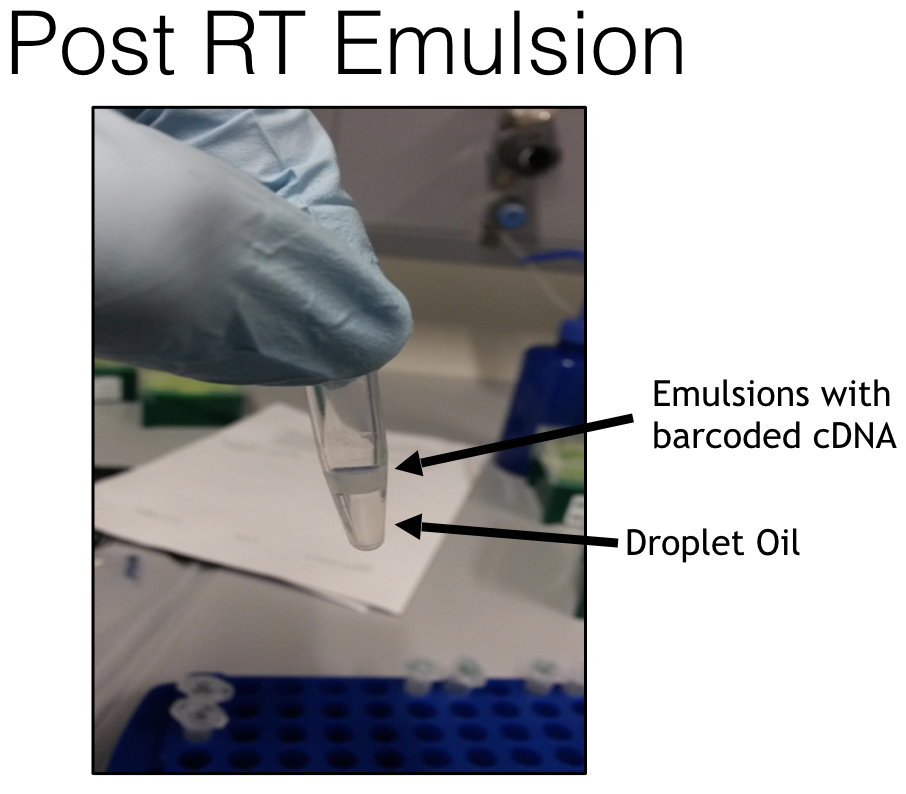 Post RT Emulsion
Emulsions with
barcoded cDNA
Droplet Oil